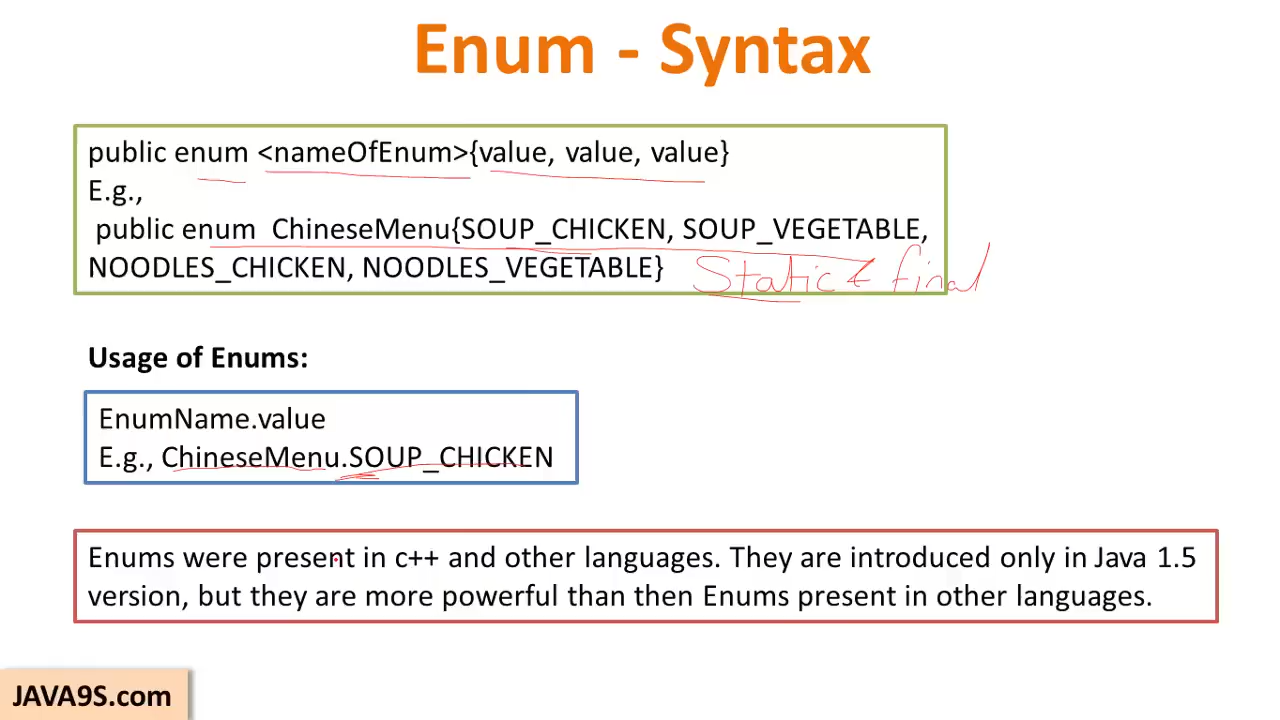 Enum - Syntax
public enum <nameOfEnum>{value, value, value}
E.g.,
public enum ChineseMenu{SOUP_CHICKEN, SOUP_VEGETABLE,
NOODLES_CHICKEN, NOODLES_VEGETABLE}
Static & final
Usage of Enums:
EnumName.value
E.g., ChineseMenu.SOUP_CHICKEN
Enums were present in c++ and other languages. They are introduced only in Java 1.5
version, but they are more powerful than then Enums present in other languages.
JAVA9S.com